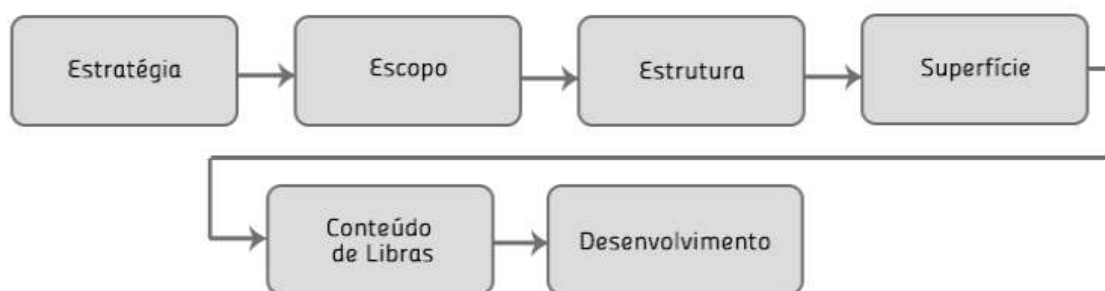 Estratégia
Escopo
Estrutura
Superfície
Conteúdo
de Libras
Desenvolvimento